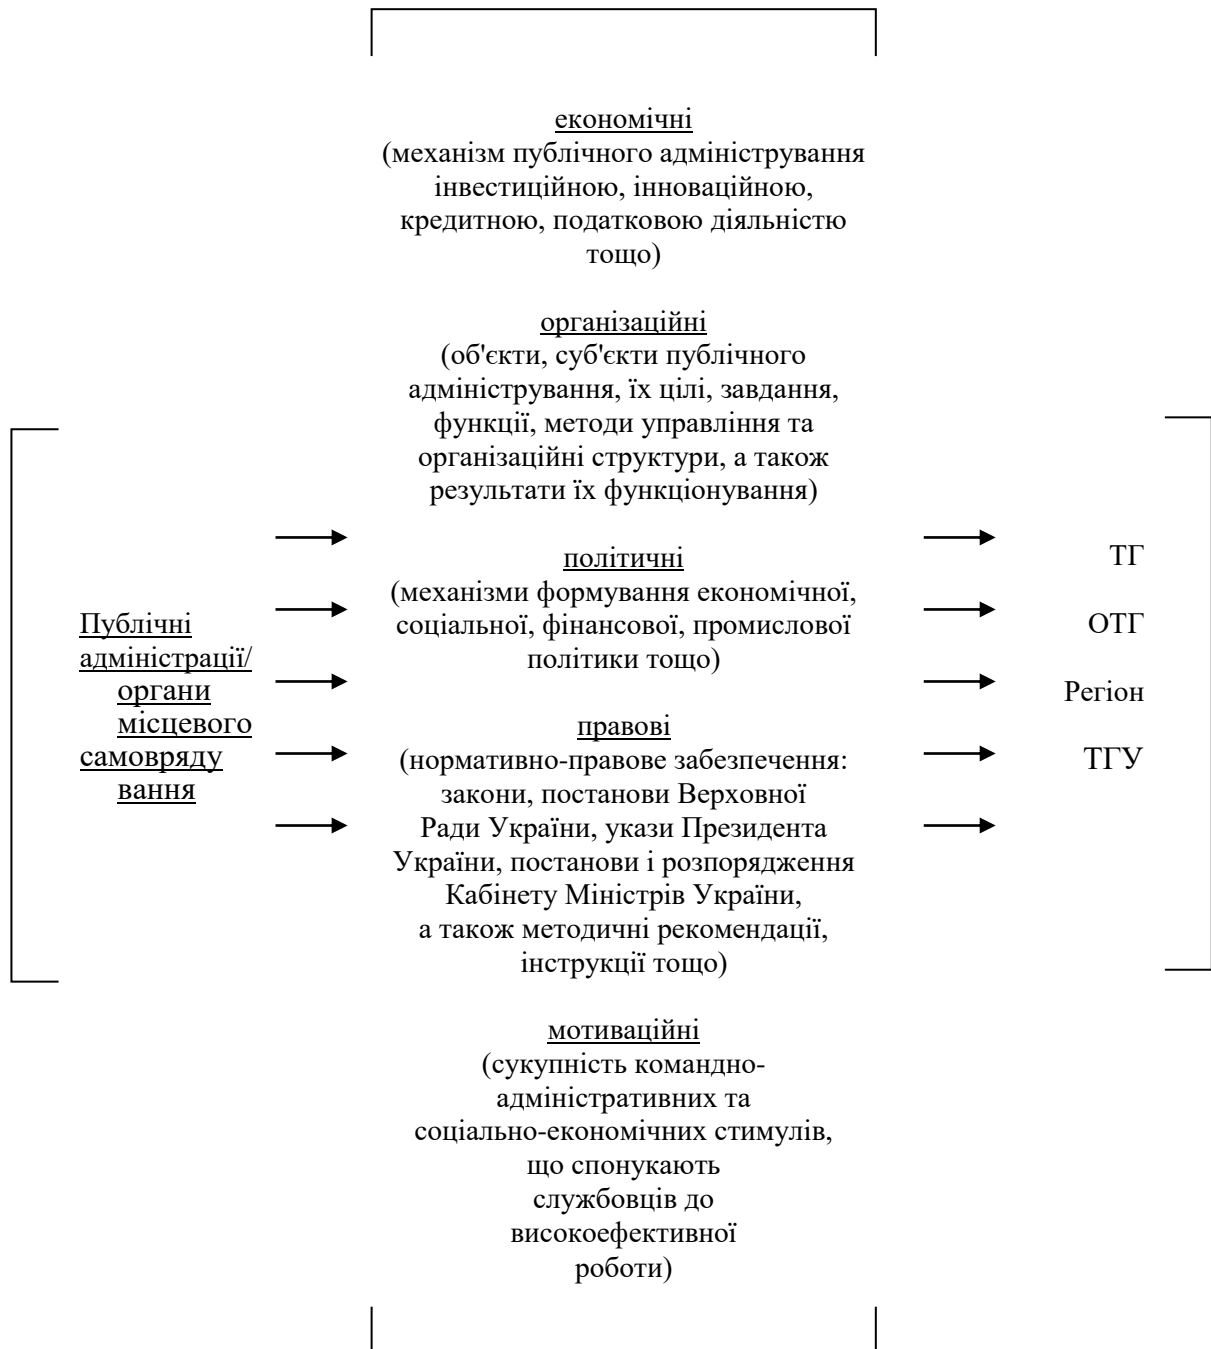 економічні
(механізм публічного адміністрування
інвестиційною, інноваційною,
кредитною, податковою діяльністю
тощо)
організаційні
(об'єкти, суб'єкти публічного
адміністрування, їх цілі, завдання,
функції, методи управління та
організаційні структури, а також
результати їх функціонування)
політичні
(механізми формування економічної,
соціальної, фінансової, промислової
політики тощо)
правові
(нормативно-правове забезпечення:
закони, постанови Верховної
Ради України, укази Президента
України, постанови і розпорядження
Кабінету Міністрів України,
а також методичні рекомендації,
інструкції тощо)
мотиваційні
(сукупність командно-
адміністративних та
соціально-економічних стимулів,
що спонукають
службовців до
високоефективної
роботи)
Публічні
адміністрації/
органи
місцевого
самовряду
вання
ТГ
ОТГ
Регіон
ТГУ